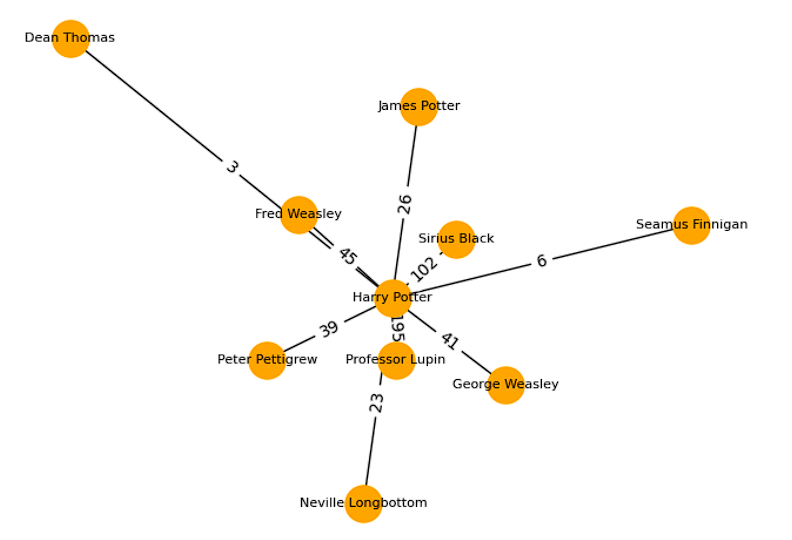 Dean Thomas
James Potter
3
26
Fred Weasley
Seamus Finnigan
Sirius Black
45
102
6
Harry Potter
195
39
41
Peter Pettigrew
Professor Lupin
George Weasley
23
Neville Longbottom